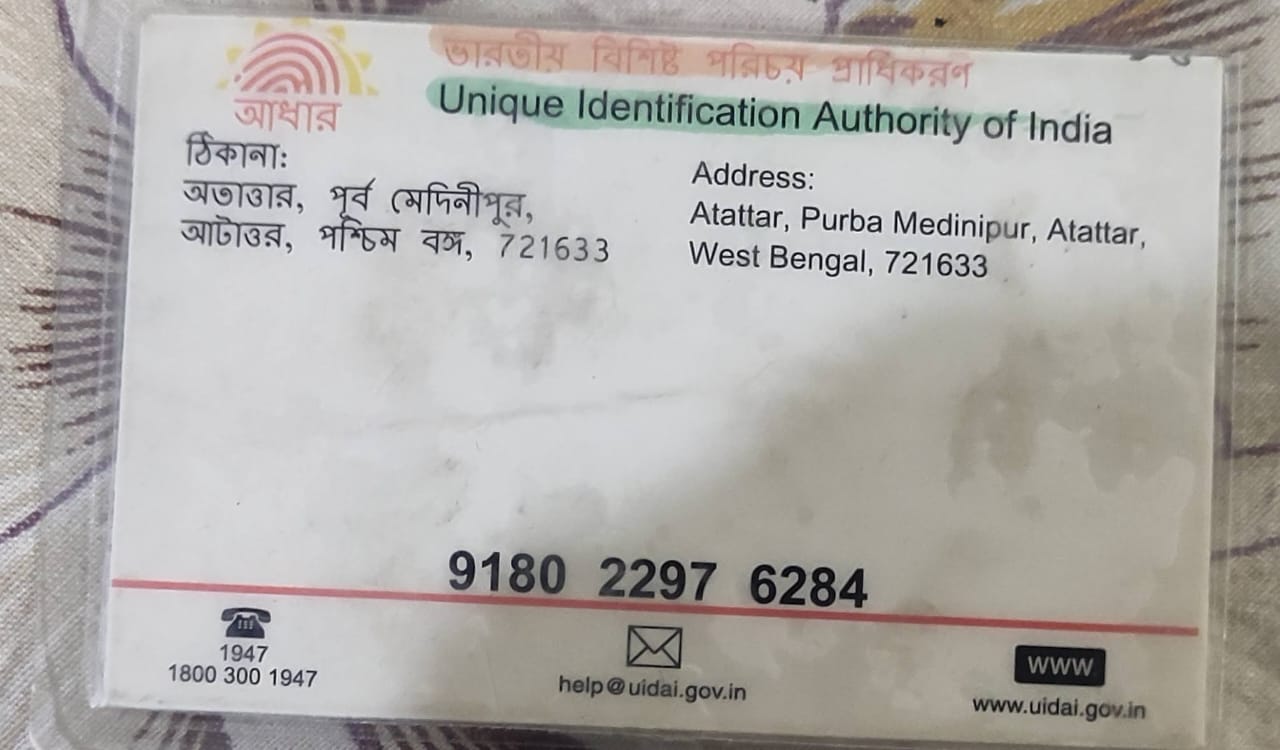 ভারতীয় বিশিষ্ট পরিচয় প্রাধিকরণ
Unique Identification Authority of India
আধার
ঠিকানা:
অতাত্তার, পূর্ব মেদিনীপুর,
আটাত্তর, পশ্চিম বঙ্গ, 721633
Address:
Atattar, Purba Medinipur, Atattar,
West Bengal, 721633
9180 2297 6284
1947
1800 300 1947
help@uidai.gov.in
www
www.uidai.gov.in